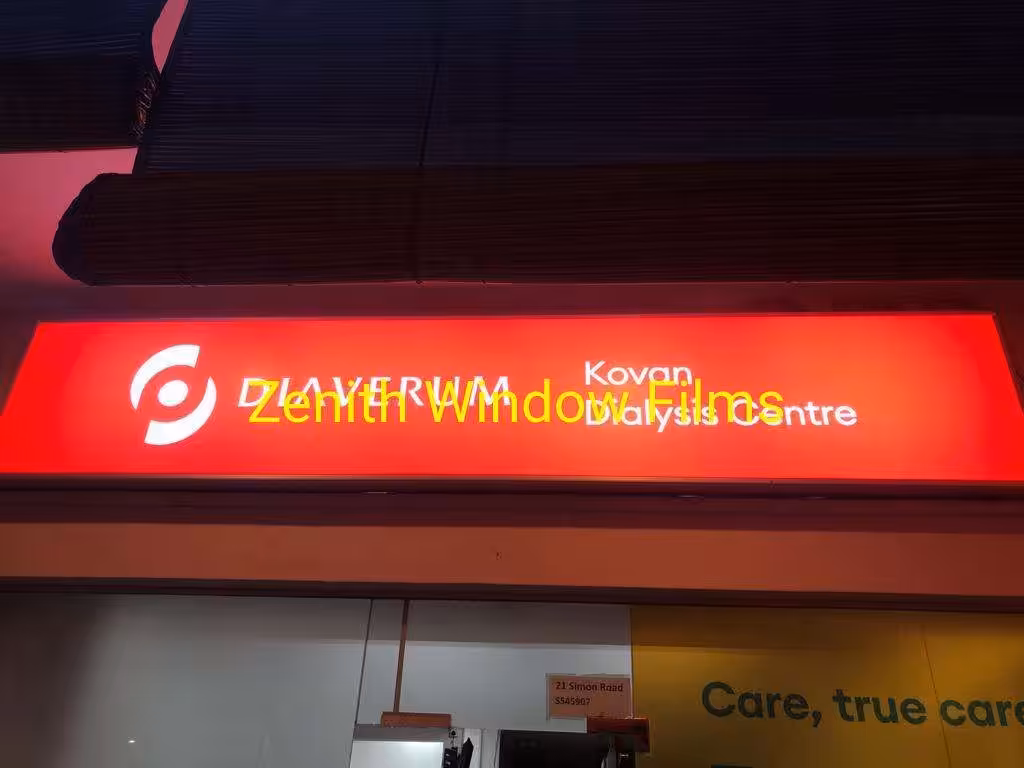 DIAVERUM
Kovan
Dialysis Centre
Zenith Window Films
21 Simon Road
S545907
Care, true care